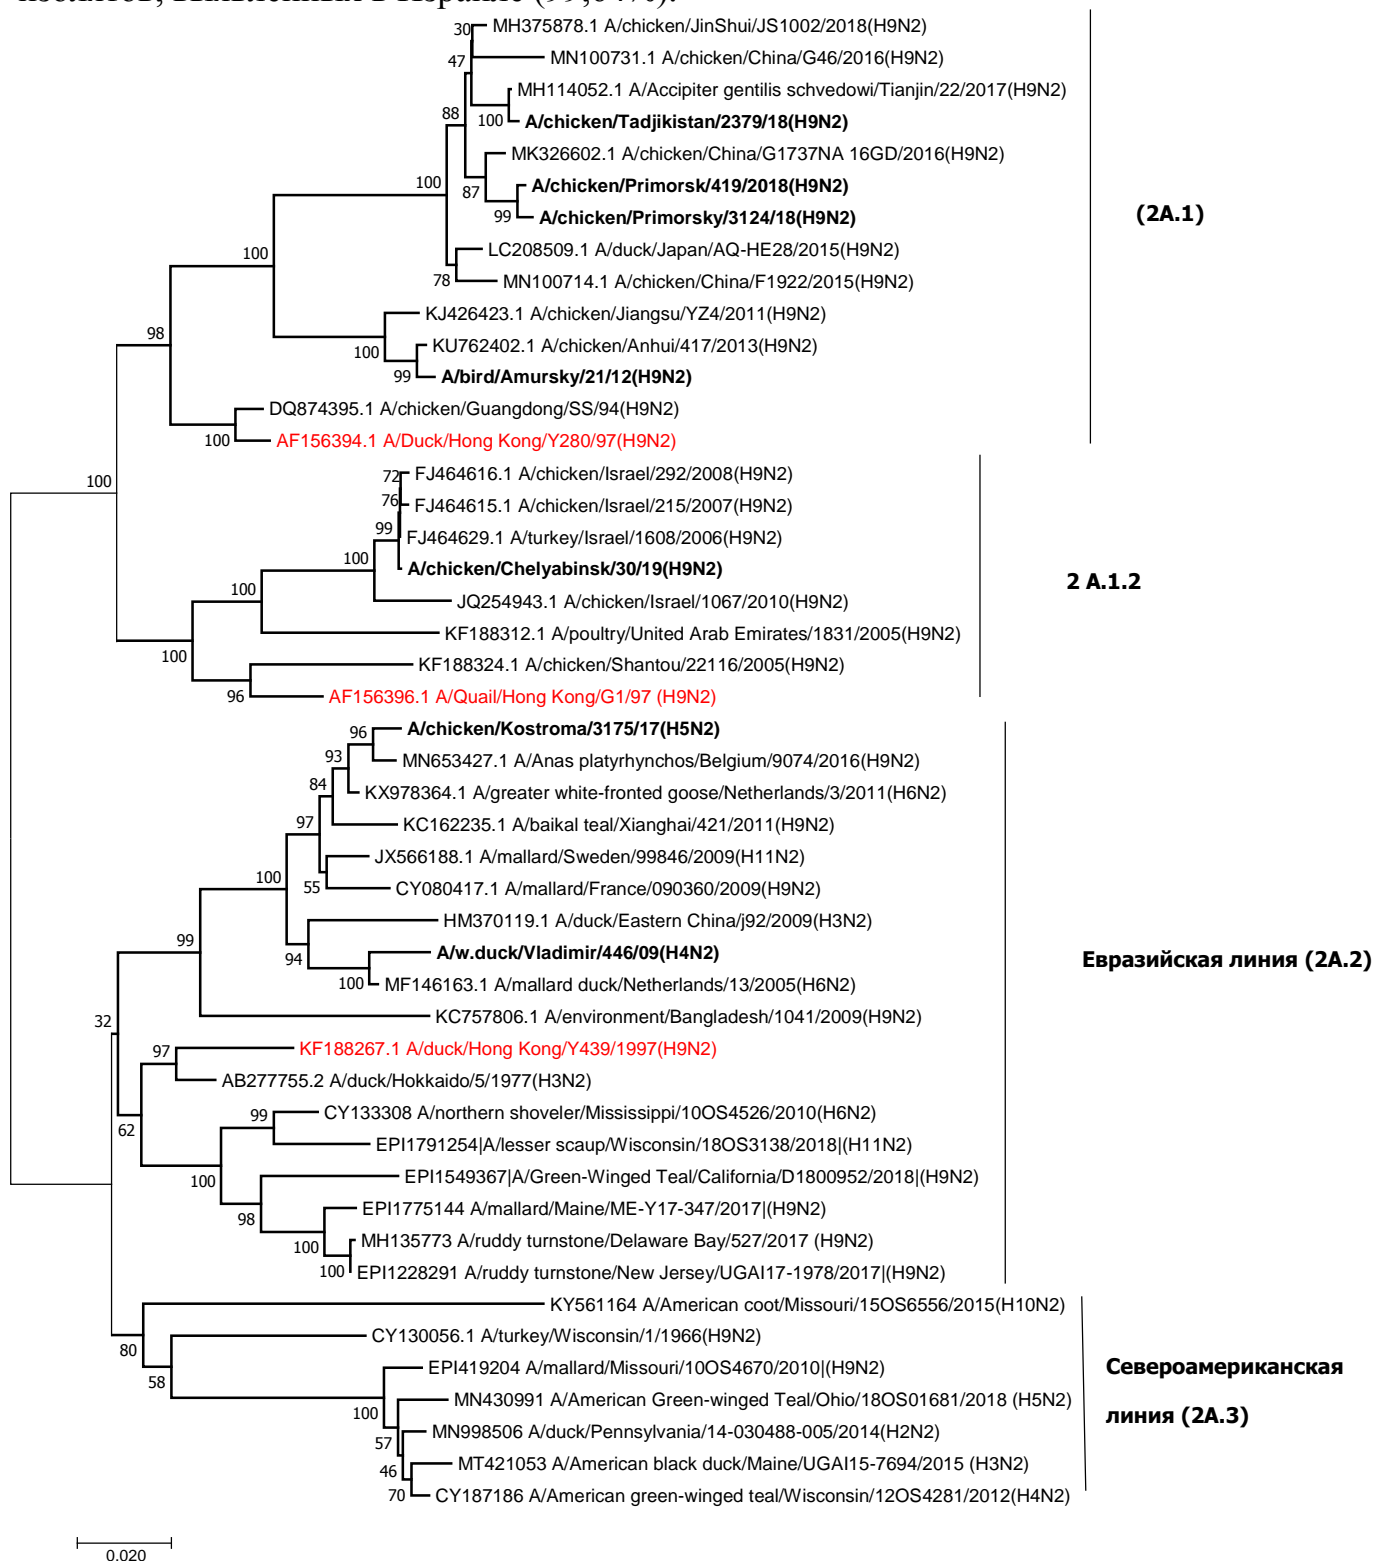 изолятов, выявленных в Израиле (99,64%).
30
MH375878.1 A/chicken/JinShui/JS1002/2018(H9N2)
47
MN100731.1 A/chicken/China/G46/2016(H9N2)
MH114052.1 A/Accipiter gentilis schvedowi/Tianjin/22/2017(H9N2)
88
100
A/chicken/Tadjikistan/2379/18(H9N2)
MK326602.1 A/chicken/China/G1737NA 16GD/2016(H9N2)
100
87
A/chicken/Primorsk/419/2018(H9N2)
99
A/chicken/Primorsky/3124/18(H9N2)
(2A.1)
100
LC208509.1 A/duck/Japan/AQ-HE28/2015(H9N2)
78
MN100714.1 A/chicken/China/F1922/2015(H9N2)
KJ426423.1 A/chicken/Jiangsu/YZ4/2011(H9N2)
98
100
KU762402.1 A/chicken/Anhui/417/2013(H9N2)
99
A/bird/Amursky/21/12(H9N2)
DQ874395.1 A/chicken/Guangdong/SS/94(H9N2)
100
AF156394.1 A/Duck/Hong Kong/Y280/97(H9N2)
100
72
FJ464616.1 A/chicken/Israel/292/2008(H9N2)
76
FJ464615.1 A/chicken/Israel/215/2007(H9N2)
99
FJ464629.1 A/turkey/Israel/1608/2006(H9N2)
100
A/chicken/Chelyabinsk/30/19(H9N2)
2 A.1.2
100
JQ254943.1 A/chicken/Israel/1067/2010(H9N2)
KF188312.1 A/poultry/United Arab Emirates/1831/2005(H9N2)
100
KF188324.1 A/chicken/Shantou/22116/2005(H9N2)
96
AF156396.1 A/Quail/Hong Kong/G1/97 (H9N2)
96
A/chicken/Kostroma/3175/17(H5N2)
93
MN653427.1 A/Anas platyrhynchos/Belgium/9074/2016(H9N2)
84
KX978364.1 A/greater white-fronted goose/Netherlands/3/2011(H6N2)
97
KC162235.1 A/baikal teal/Xianghai/421/2011(H9N2)
JX566188.1 A/mallard/Sweden/99846/2009(H11N2)
100
55
CY080417.1 A/mallard/France/090360/2009(H9N2)
HM370119.1 A/duck/Eastern China/j92/2009(H3N2)
99
94
A/w.duck/Vladimir/446/09(H4N2)
Евразийская линия (2A.2)
100
MF146163.1 A/mallard duck/Netherlands/13/2005(H6N2)
KC757806.1 A/environment/Bangladesh/1041/2009(H9N2)
32
97
KF188267.1 A/duck/Hong Kong/Y439/1997(H9N2)
AB277755.2 A/duck/Hokkaido/5/1977(H3N2)
62
99
CY133308 A/northern shoveler/Mississippi/10OS4526/2010(H6N2)
EPI1791254|A/lesser scaup/Wisconsin/18OS3138/2018|(H11N2)
100
EPI1549367|A/Green-Winged Teal/California/D1800952/2018|(H9N2)
98
EPI1775144 A/mallard/Maine/ME-Y17-347/2017|(H9N2)
100
MH135773 A/ruddy turnstone/Delaware Bay/527/2017 (H9N2)
100
EPI1228291 A/ruddy turnstone/New Jersey/UGAI17-1978/2017|(H9N2)
KY561164 A/American coot/Missouri/15OS6556/2015(H10N2)
80
CY130056.1 A/turkey/Wisconsin/1/1966(H9N2)
58
EPI419204 A/mallard/Missouri/10OS4670/2010|(H9N2)
Североамериканская
100
MN430991 A/American Green-winged Teal/Ohio/18OS01681/2018 (H5N2)
линия (2A.3)
57
MN998506 A/duck/Pennsylvania/14-030488-005/2014(H2N2)
46
MT421053 A/American black duck/Maine/UGAI15-7694/2015 (H3N2)
70
CY187186 A/American green-winged teal/Wisconsin/12OS4281/2012(H4N2)
0.020